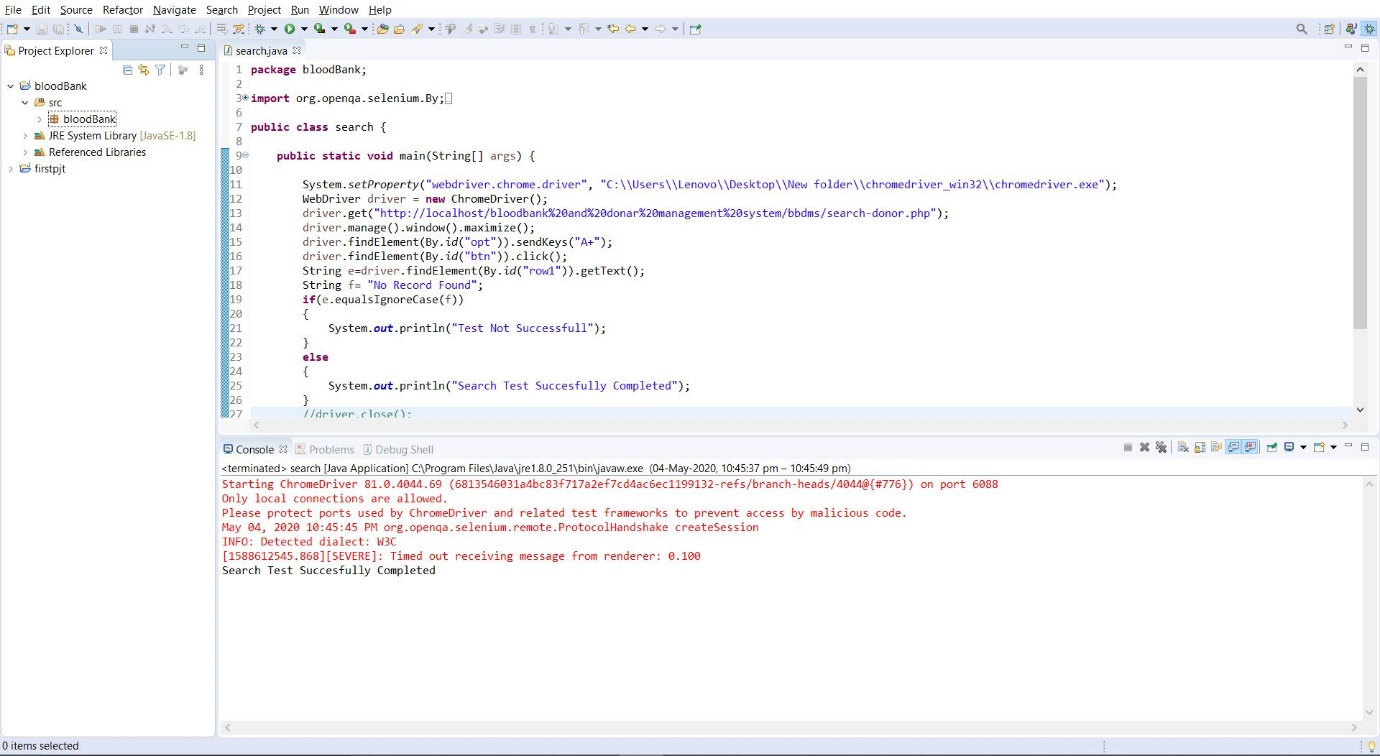 File Edit Source Refactor Navigate Search Project Run Window Help
Project Explorer
bloodBank
src
bloodBank
JRE System Library [JavaSE-1.8]
Referenced Libraries
firstpjt
search.java
1 package bloodBank;
2
3 import org.openqa.selenium.By;
6
7 public class search {
8
9 public static void main(String[] args) {
10
11 System.setProperty("webdriver.chrome.driver", "C:\\Users\\Lenovo\\Desktop\\New folder\\chromedriver_win32\\chromedriver.exe");
12 WebDriver driver = new ChromeDriver();
13 driver.get("http://localhost/bloodbank%20and%20donar%20management%20system/bbdms/search-donor.php");
14 driver.manage().window().maximize();
15 driver.findElement(By.id("opt")).sendKeys("A+");
16 driver.findElement(By.id("btn")).click();
17 String e=driver.findElement(By.id("row1")).getText();
18 String f= "No Record Found";
19 if(e.equalsIgnoreCase(f))
20 {
21 System.out.println("Test Not Successfull");
22 }
23 else
24 {
25 System.out.println("Search Test Succesfully Completed");
26 }
27 //driver.close();
Console Problems Debug Shell
<terminated> search [Java Application] C:\Program Files\Java\jre1.8.0_251\bin\javaw.exe (04-May-2020, 10:45:37 pm – 10:45:49 pm)
Starting ChromeDriver 81.0.4044.69 (6813546031a4bc83f717a2ef7cd4ac6ec1199132-refs/branch-heads/4044@{#776}) on port 6088
Only local connections are allowed.
Please protect ports used by ChromeDriver and related test frameworks to prevent access by malicious code.
May 04, 2020 10:45:45 PM org.openqa.selenium.remote.ProtocolHandshake createSession
INFO: Detected dialect: W3C
[1588612545.868][SEVERE]: Timed out receiving message from renderer: 0.100
Search Test Succesfully Completed
0 items selected